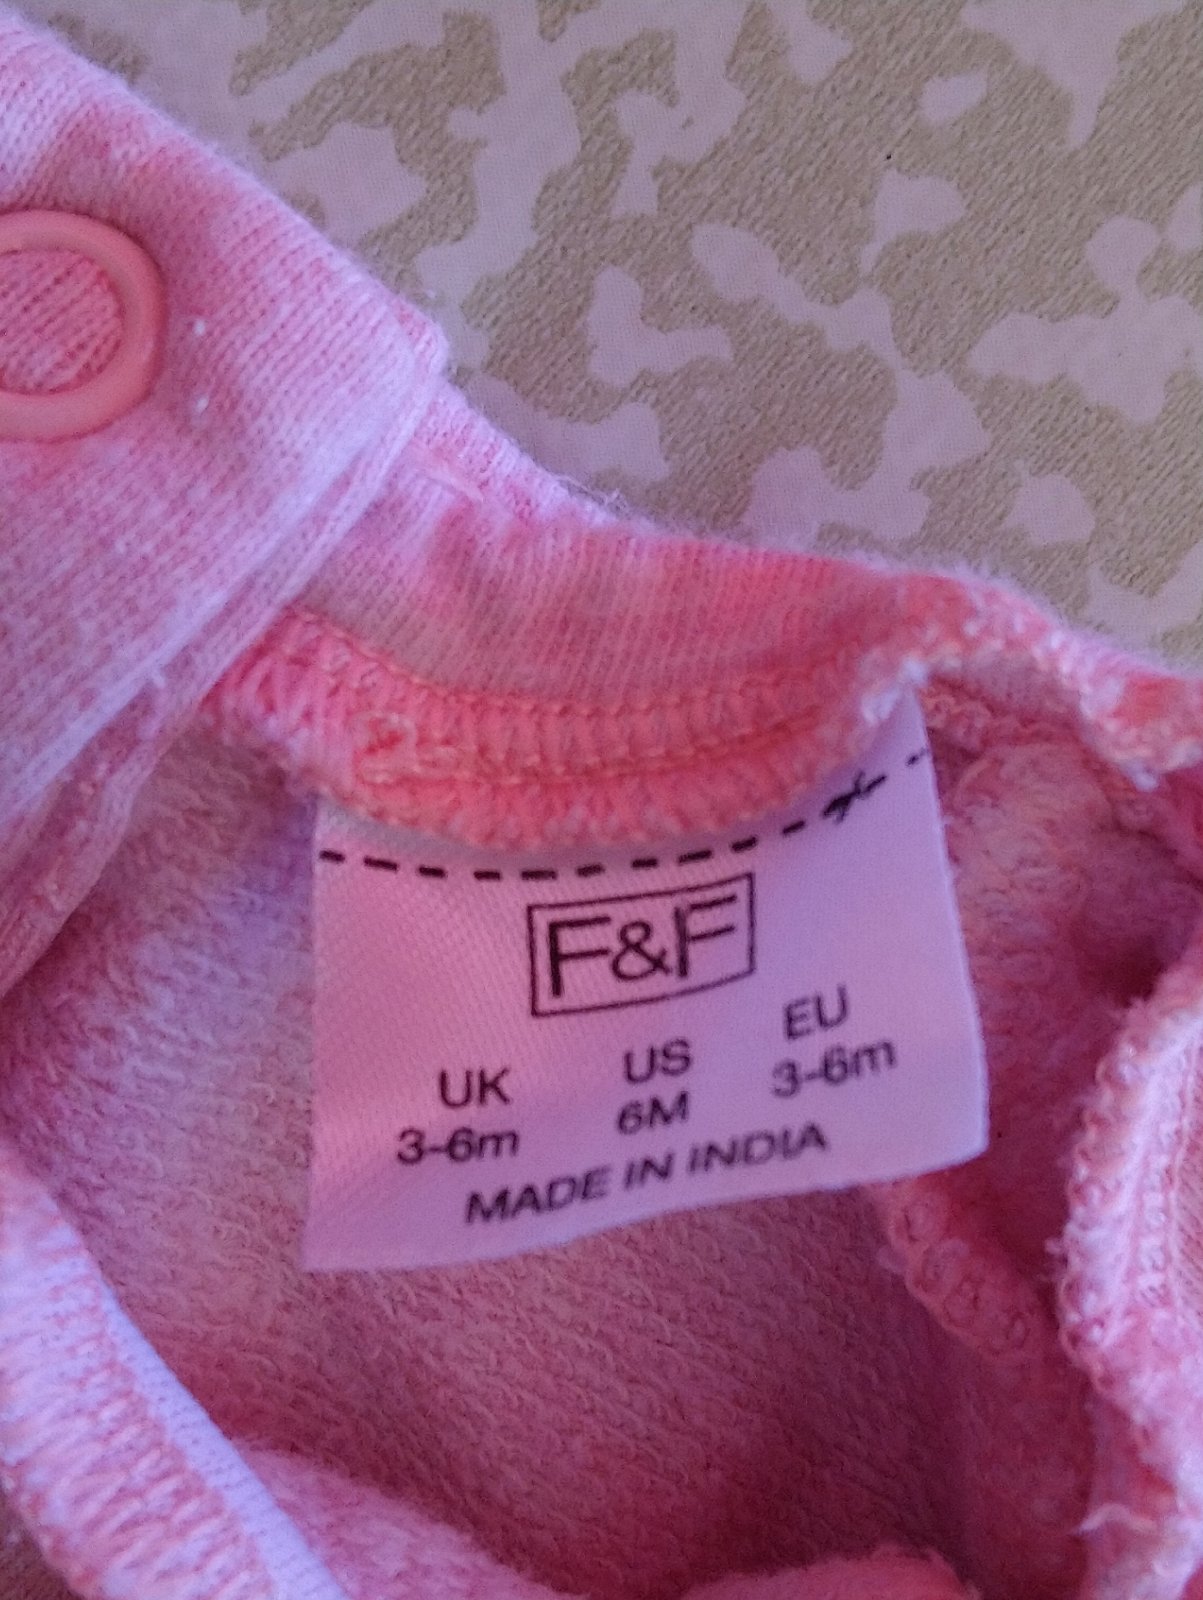 F&F
UK US EU
3-6m 6M 3-6m
MADE IN INDIA